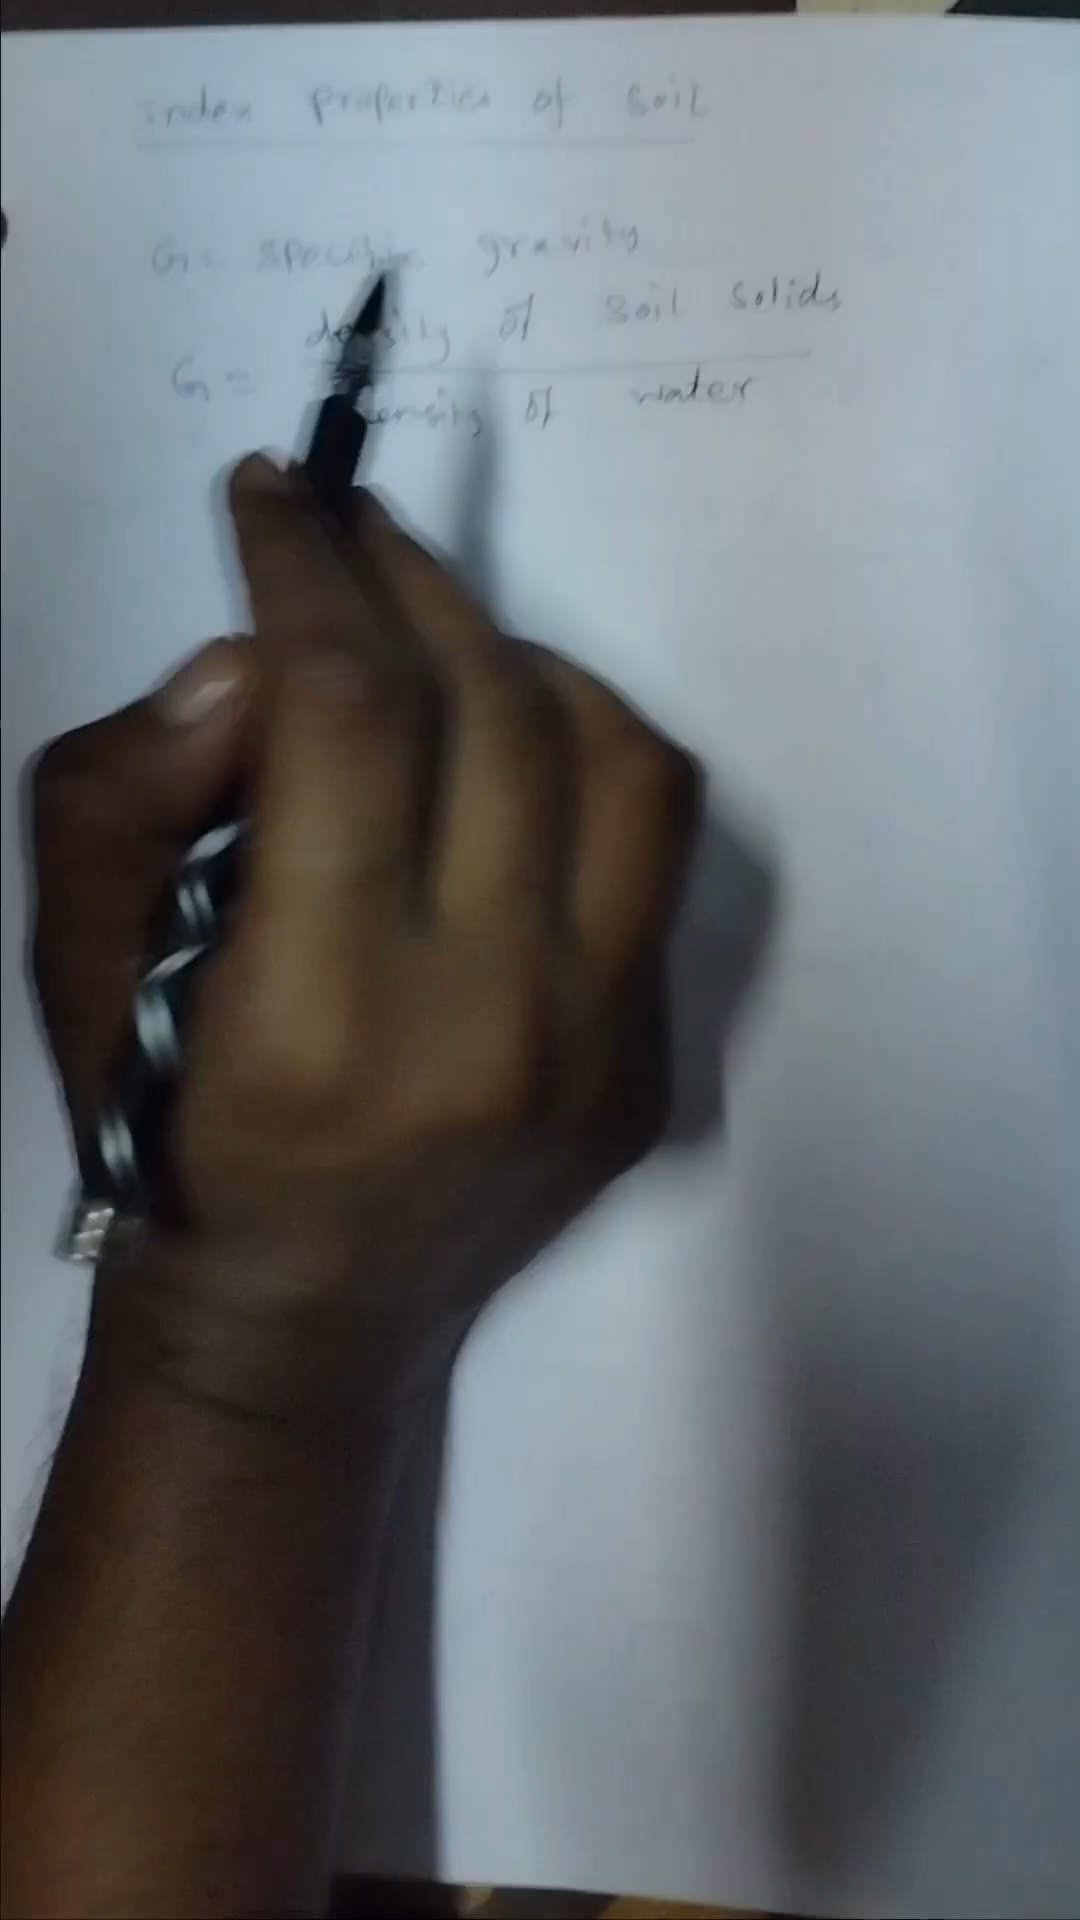 Index properties of soil
G = specific gravity
G = density of soil solids
density of water